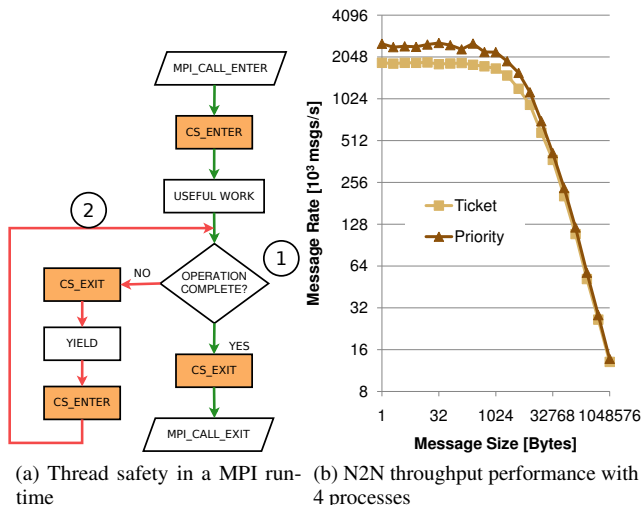 MPI_CALL_ENTER
CS_ENTER
USEFUL WORK
2
1
OPERATION
COMPLETE?
NO
CS_EXIT
YIELD
CS_ENTER
YES
CS_EXIT
MPI_CALL_EXIT
(a) Thread safety in a MPI run-
time
Message Rate [10³ msgs/s]
4096
2048
1024
512
256
128
64
32
16
8
Ticket
Priority
1 32 1024 32768 1048576
Message Size [Bytes]
(b) N2N throughput performance with
4 processes